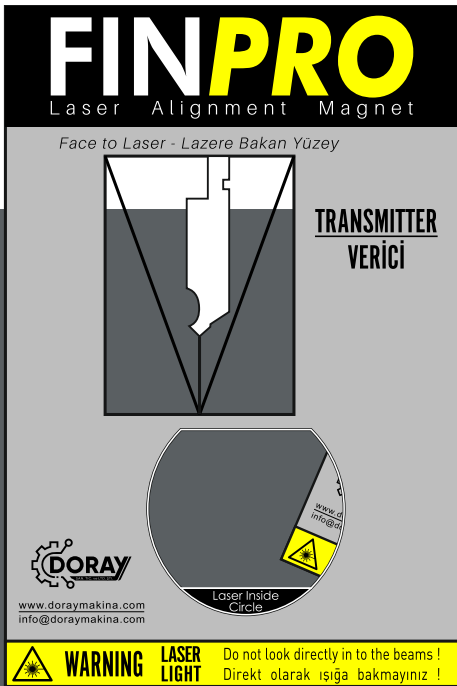 FINPRO
Laser Alignment Magnet
Face to Laser - Lazere Bakan Yüzey
TRANSMITTER
VERİCİ
www.d
info@d
Laser Inside
Circle
DORAY
www.doraymakina.com
info@doraymakina.com
WARNING LASER LIGHT
Do not look directly in to the beams !
Direkt olarak ışığa bakmayınız !